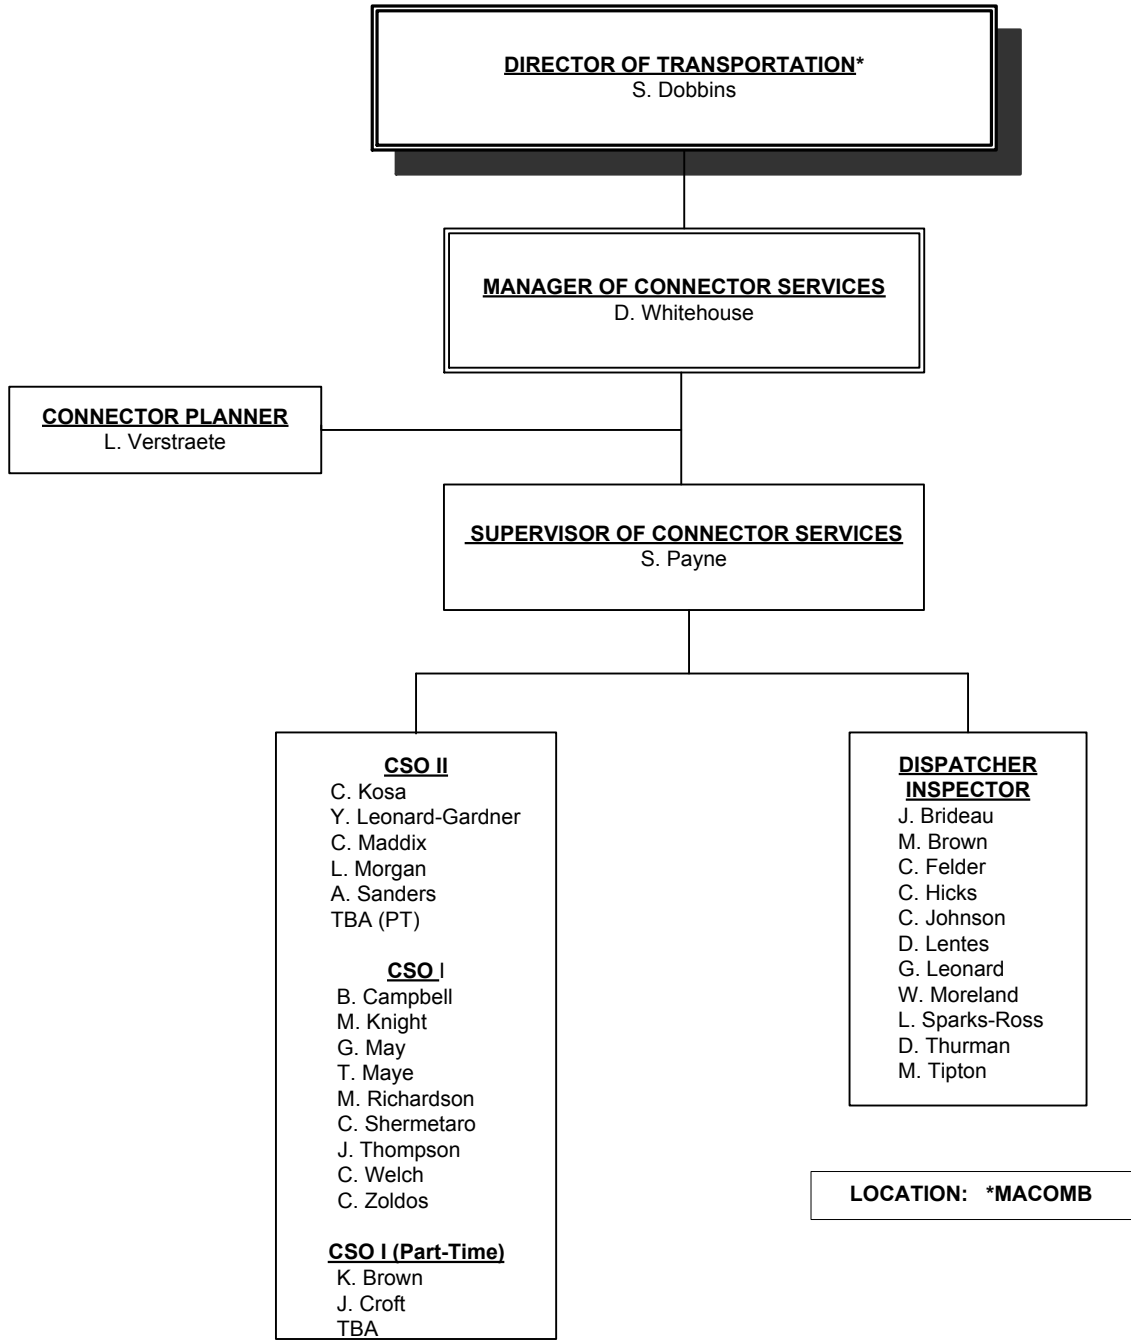 DIRECTOR OF TRANSPORTATION*
S. Dobbins
MANAGER OF CONNECTOR SERVICES
D. Whitehouse
CONNECTOR PLANNER
L. Verstraete
SUPERVISOR OF CONNECTOR SERVICES
S. Payne
CSO II
C. Kosa
Y. Leonard-Gardner
C. Maddix
L. Morgan
A. Sanders
TBA (PT)
CSO I
B. Campbell
M. Knight
G. May
T. Maye
M. Richardson
C. Shermetaro
J. Thompson
C. Welch
C. Zoldos
CSO I (Part-Time)
K. Brown
J. Croft
TBA
DISPATCHER
INSPECTOR
J. Brideau
M. Brown
C. Felder
C. Hicks
C. Johnson
D. Lentes
G. Leonard
W. Moreland
L. Sparks-Ross
D. Thurman
M. Tipton
LOCATION: *MACOMB